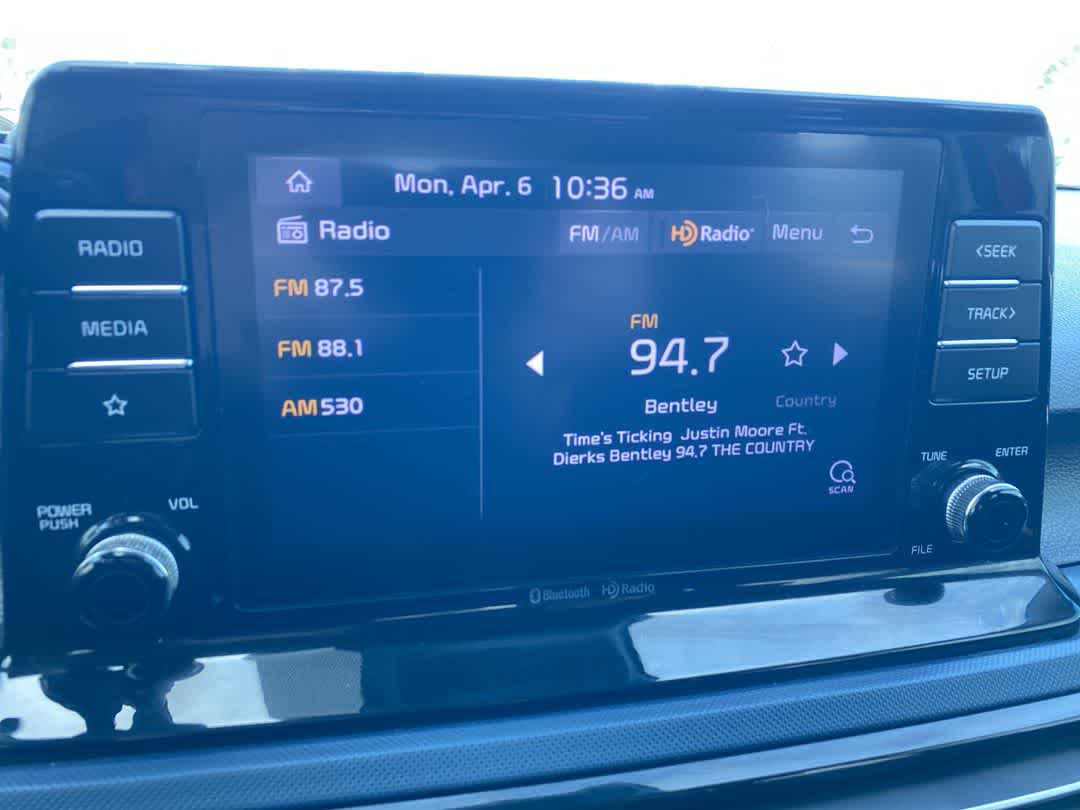 Mon, Apr. 6 10:36 AM
Radio FM/AM HD Radio Menu
FM 87.5
FM 88.1
AM 530
FM
94.7
Bentley
Country
Time's Ticking Justin Moore Ft.
Dierks Bentley 94.7 THE COUNTRY
SCAN
RADIO
MEDIA
POWER
PUSH
VOL
<SEEK
TRACK>
SETUP
TUNE
ENTER
FILE
Bluetooth HD Radio